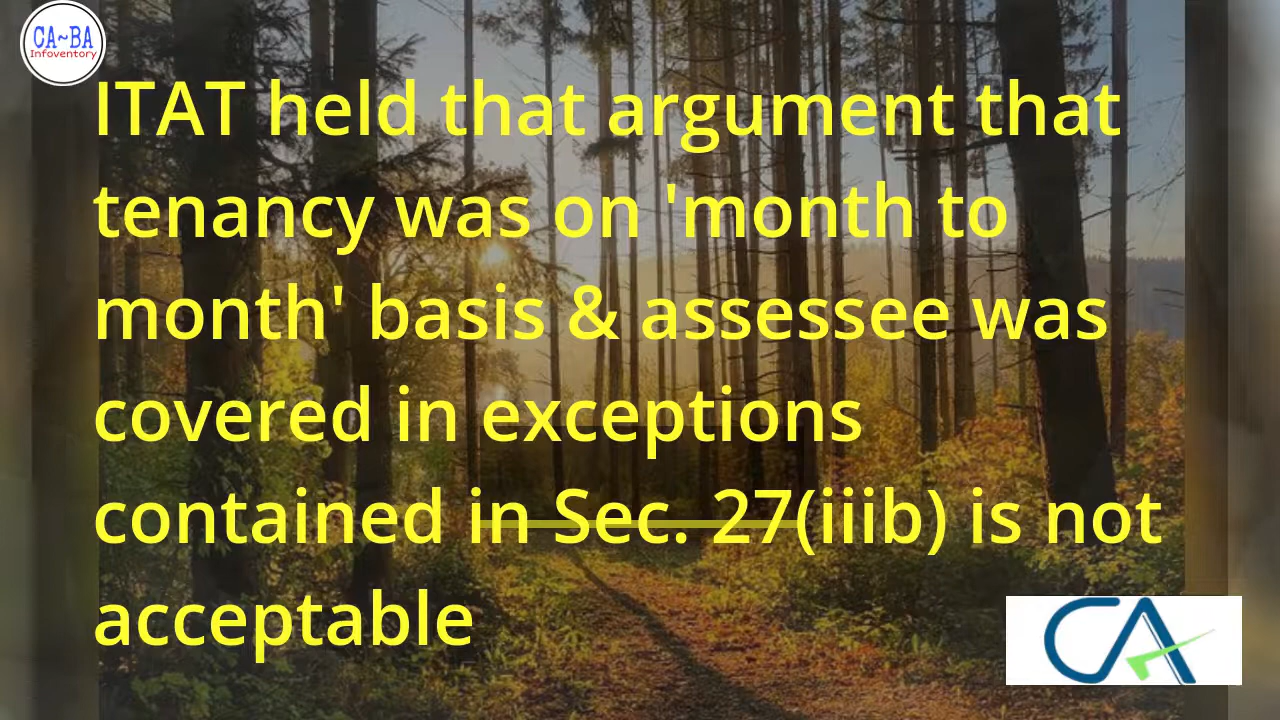 CA~BA
Infoventory
ITAT held that argument that
tenancy was on 'month to
month' basis & assessee was
covered in exceptions
contained in Sec. 27(iiib) is not
acceptable
CA